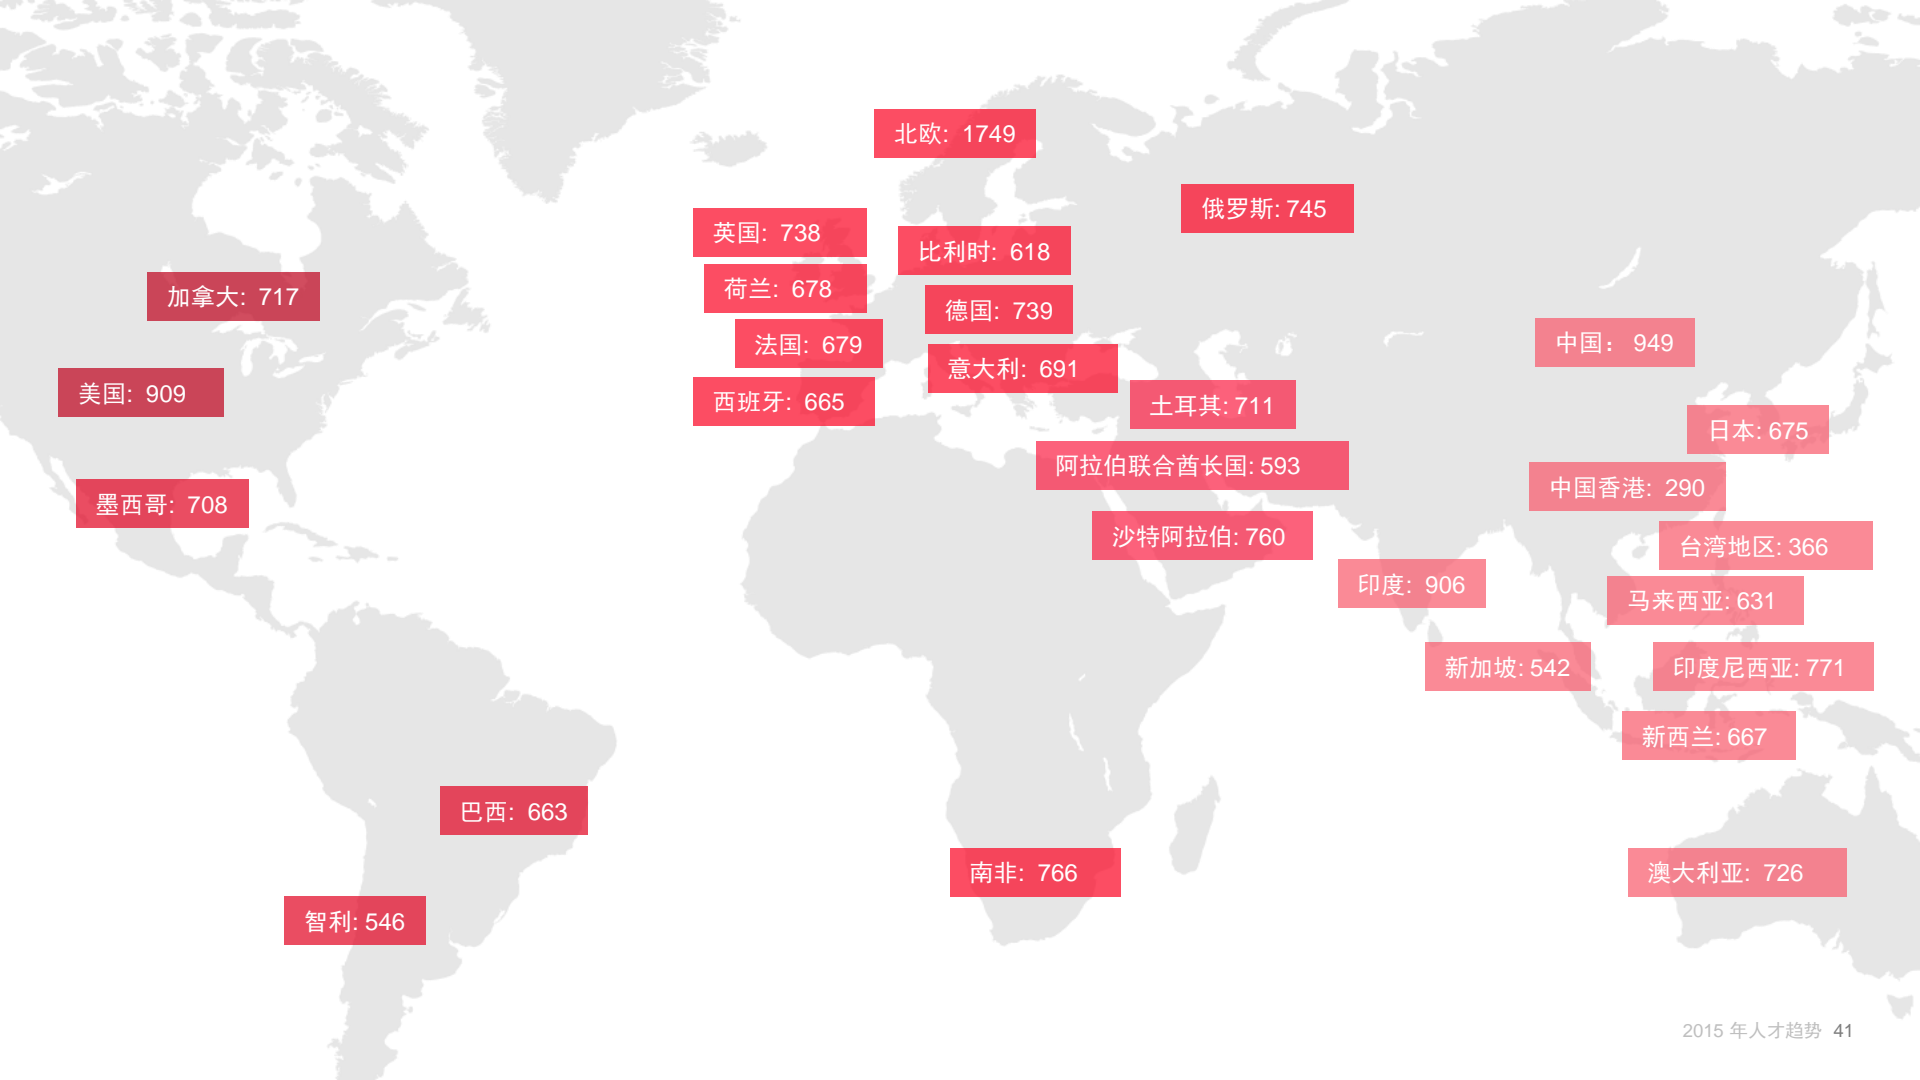 北欧: 1749
俄罗斯: 745
英国: 738
比利时: 618
荷兰: 678
加拿大: 717
德国: 739
法国: 679
中国： 949
意大利: 691
美国: 909
西班牙: 665
土耳其: 711
日本: 675
阿拉伯联合酋长国: 593
中国香港: 290
墨西哥: 708
沙特阿拉伯: 760
台湾地区: 366
印度: 906
马来西亚: 631
新加坡: 542
印度尼西亚: 771
新西兰: 667
巴西: 663
南非: 766
澳大利亚: 726
智利: 546
2015 年人才趋势 41